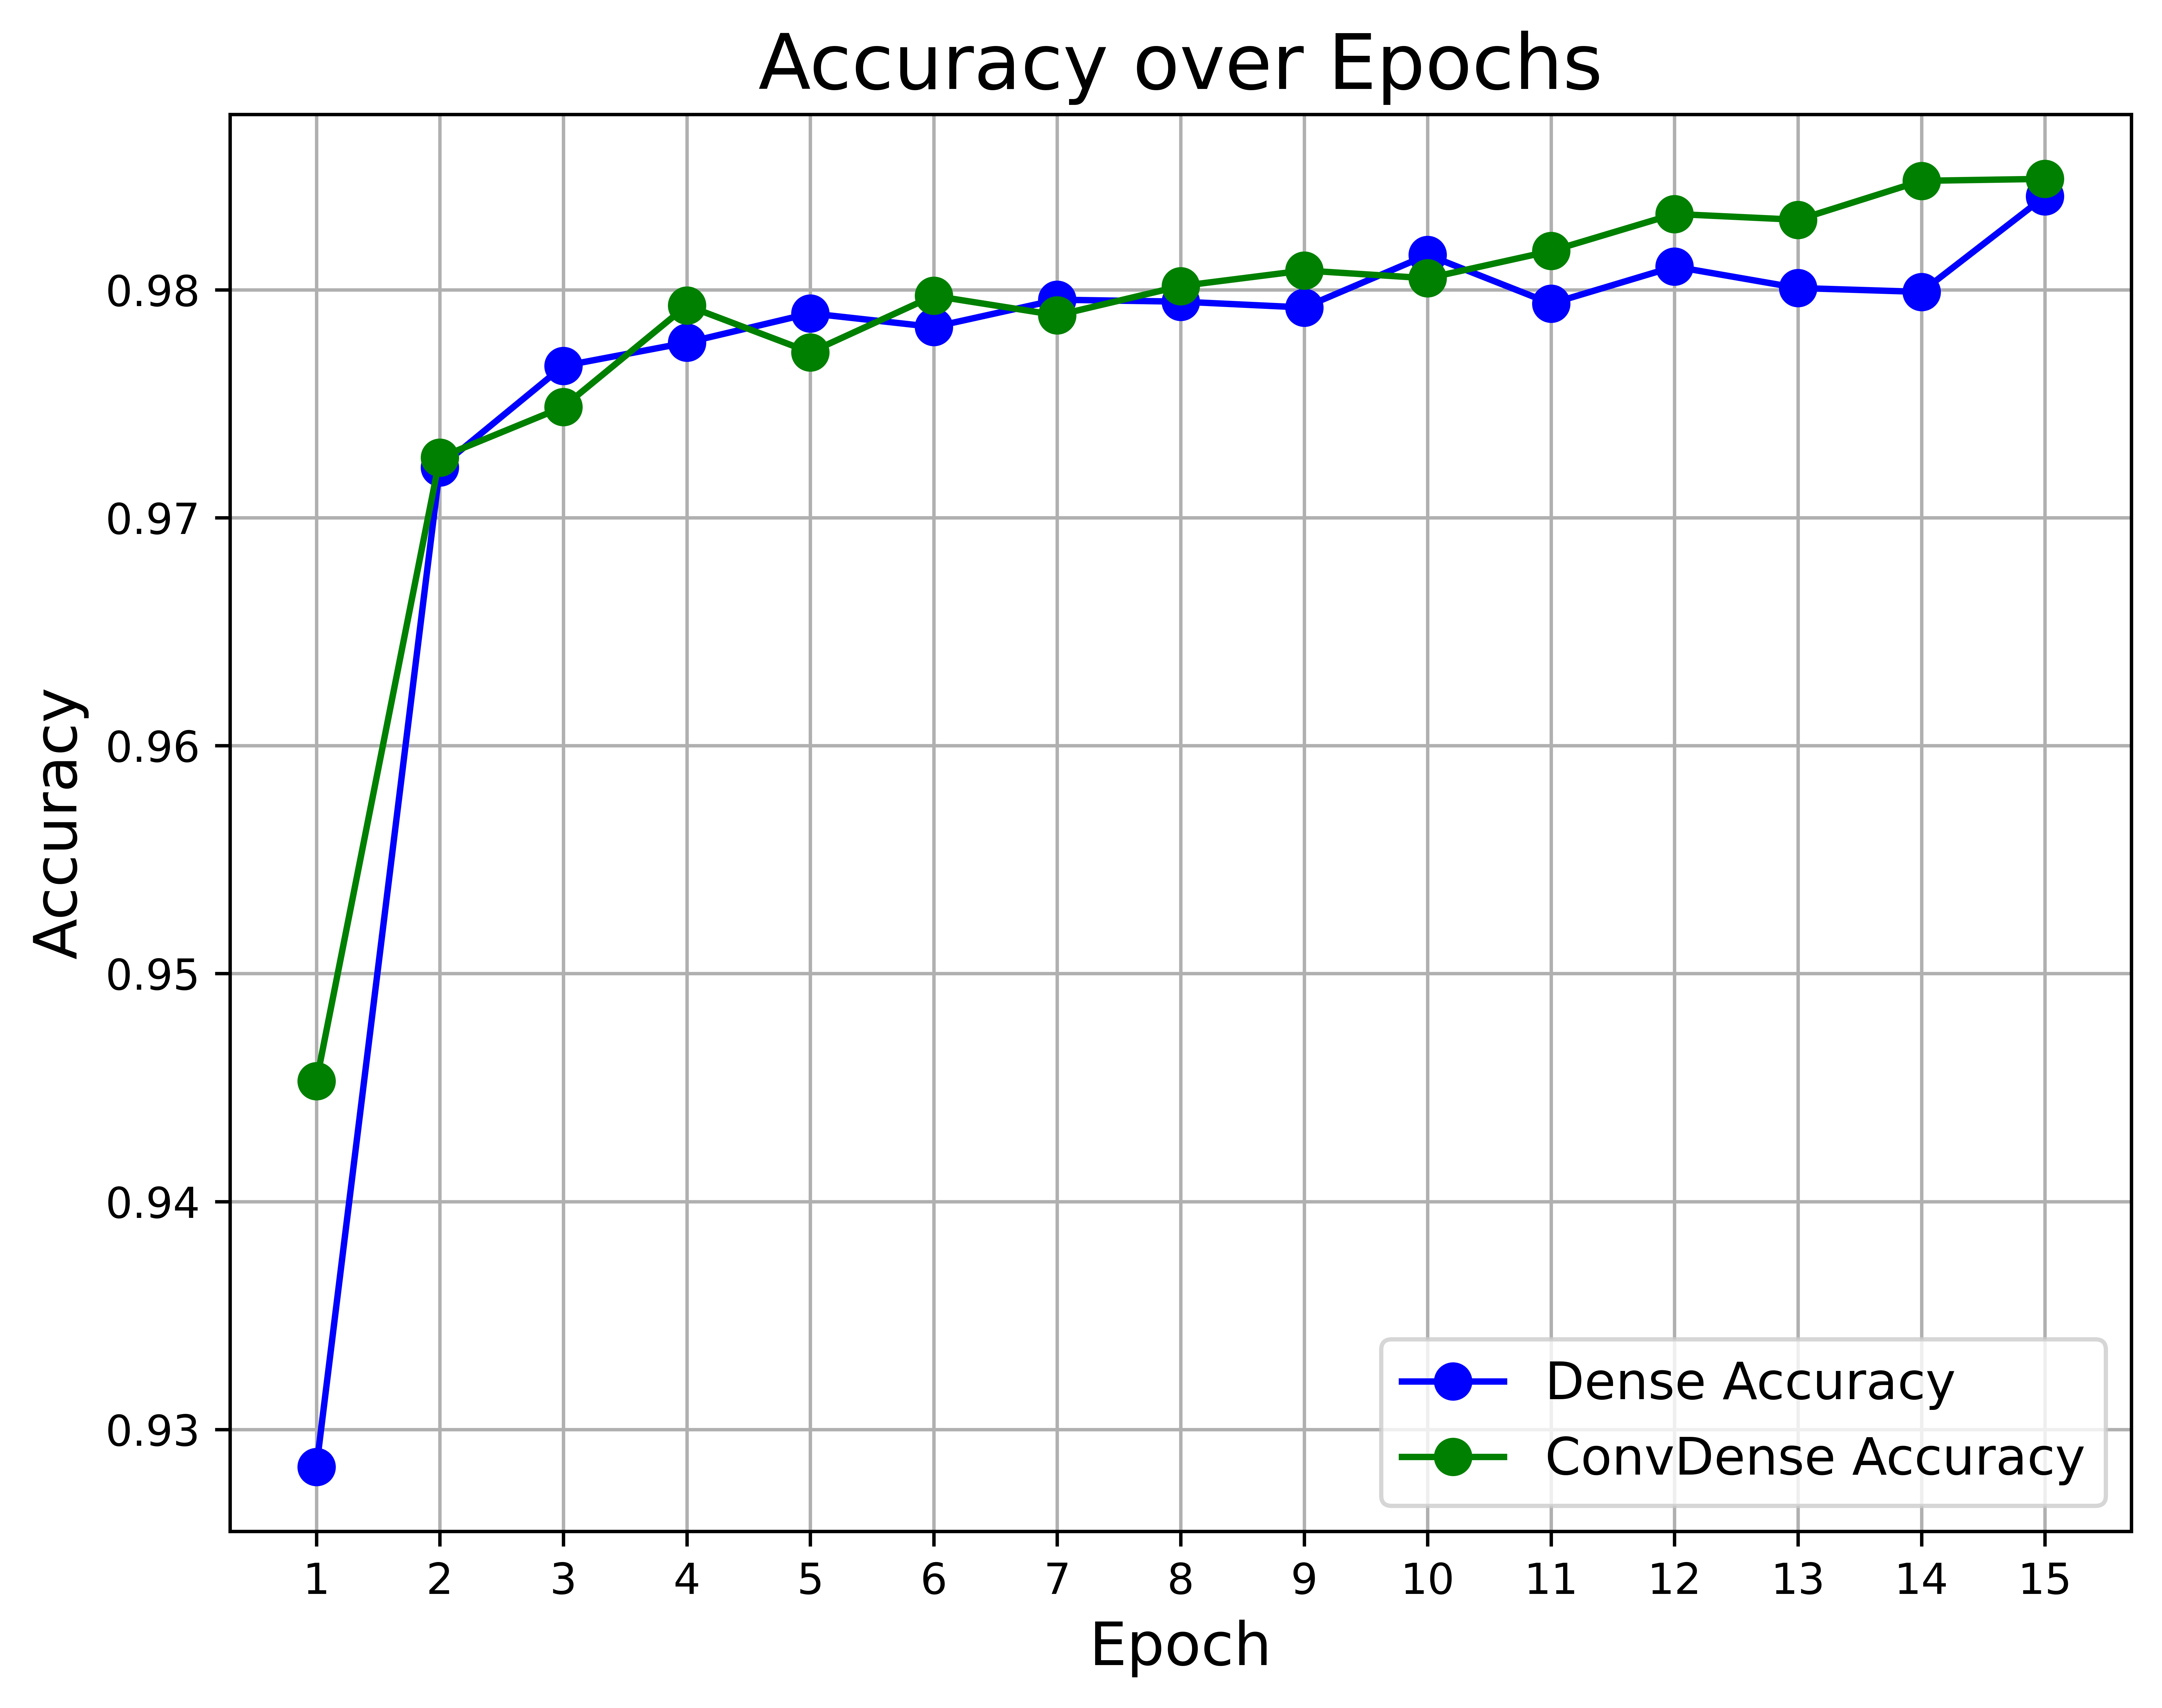 Accuracy over Epochs
Accuracy
0.98
0.97
0.96
0.95
0.94
0.93
Dense Accuracy
ConvDense Accuracy
1 2 3 4 5 6 7 8 9 10 11 12 13 14 15
Epoch